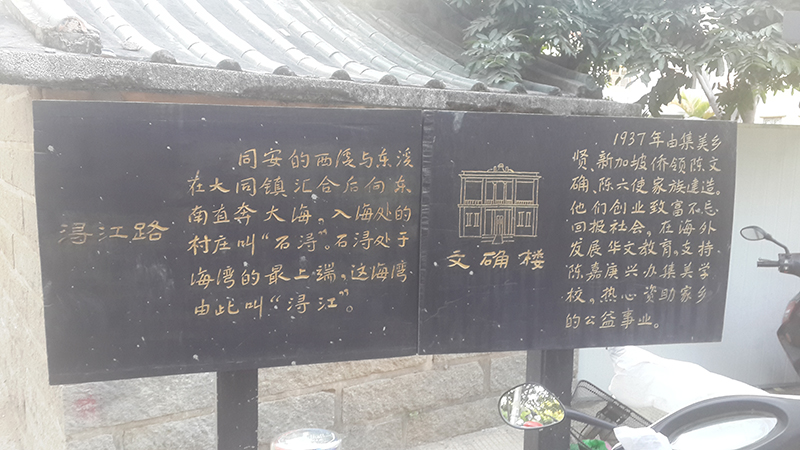 浔江路
同安的西溪与东溪
在大同镇汇合后向东
南直奔大海。入海处的
村庄叫“石浔”。石浔处于
海湾的最上端，这海湾
由此叫“浔江”。
文确楼
1937年由集美乡
贤、新加坡侨领陈文
确、陈六使家族建造。
他们创业致富不忘
回报社会。在海外
发展华文教育。支持
陈嘉庚兴办集美学
校。热心资助家乡
的公益事业。